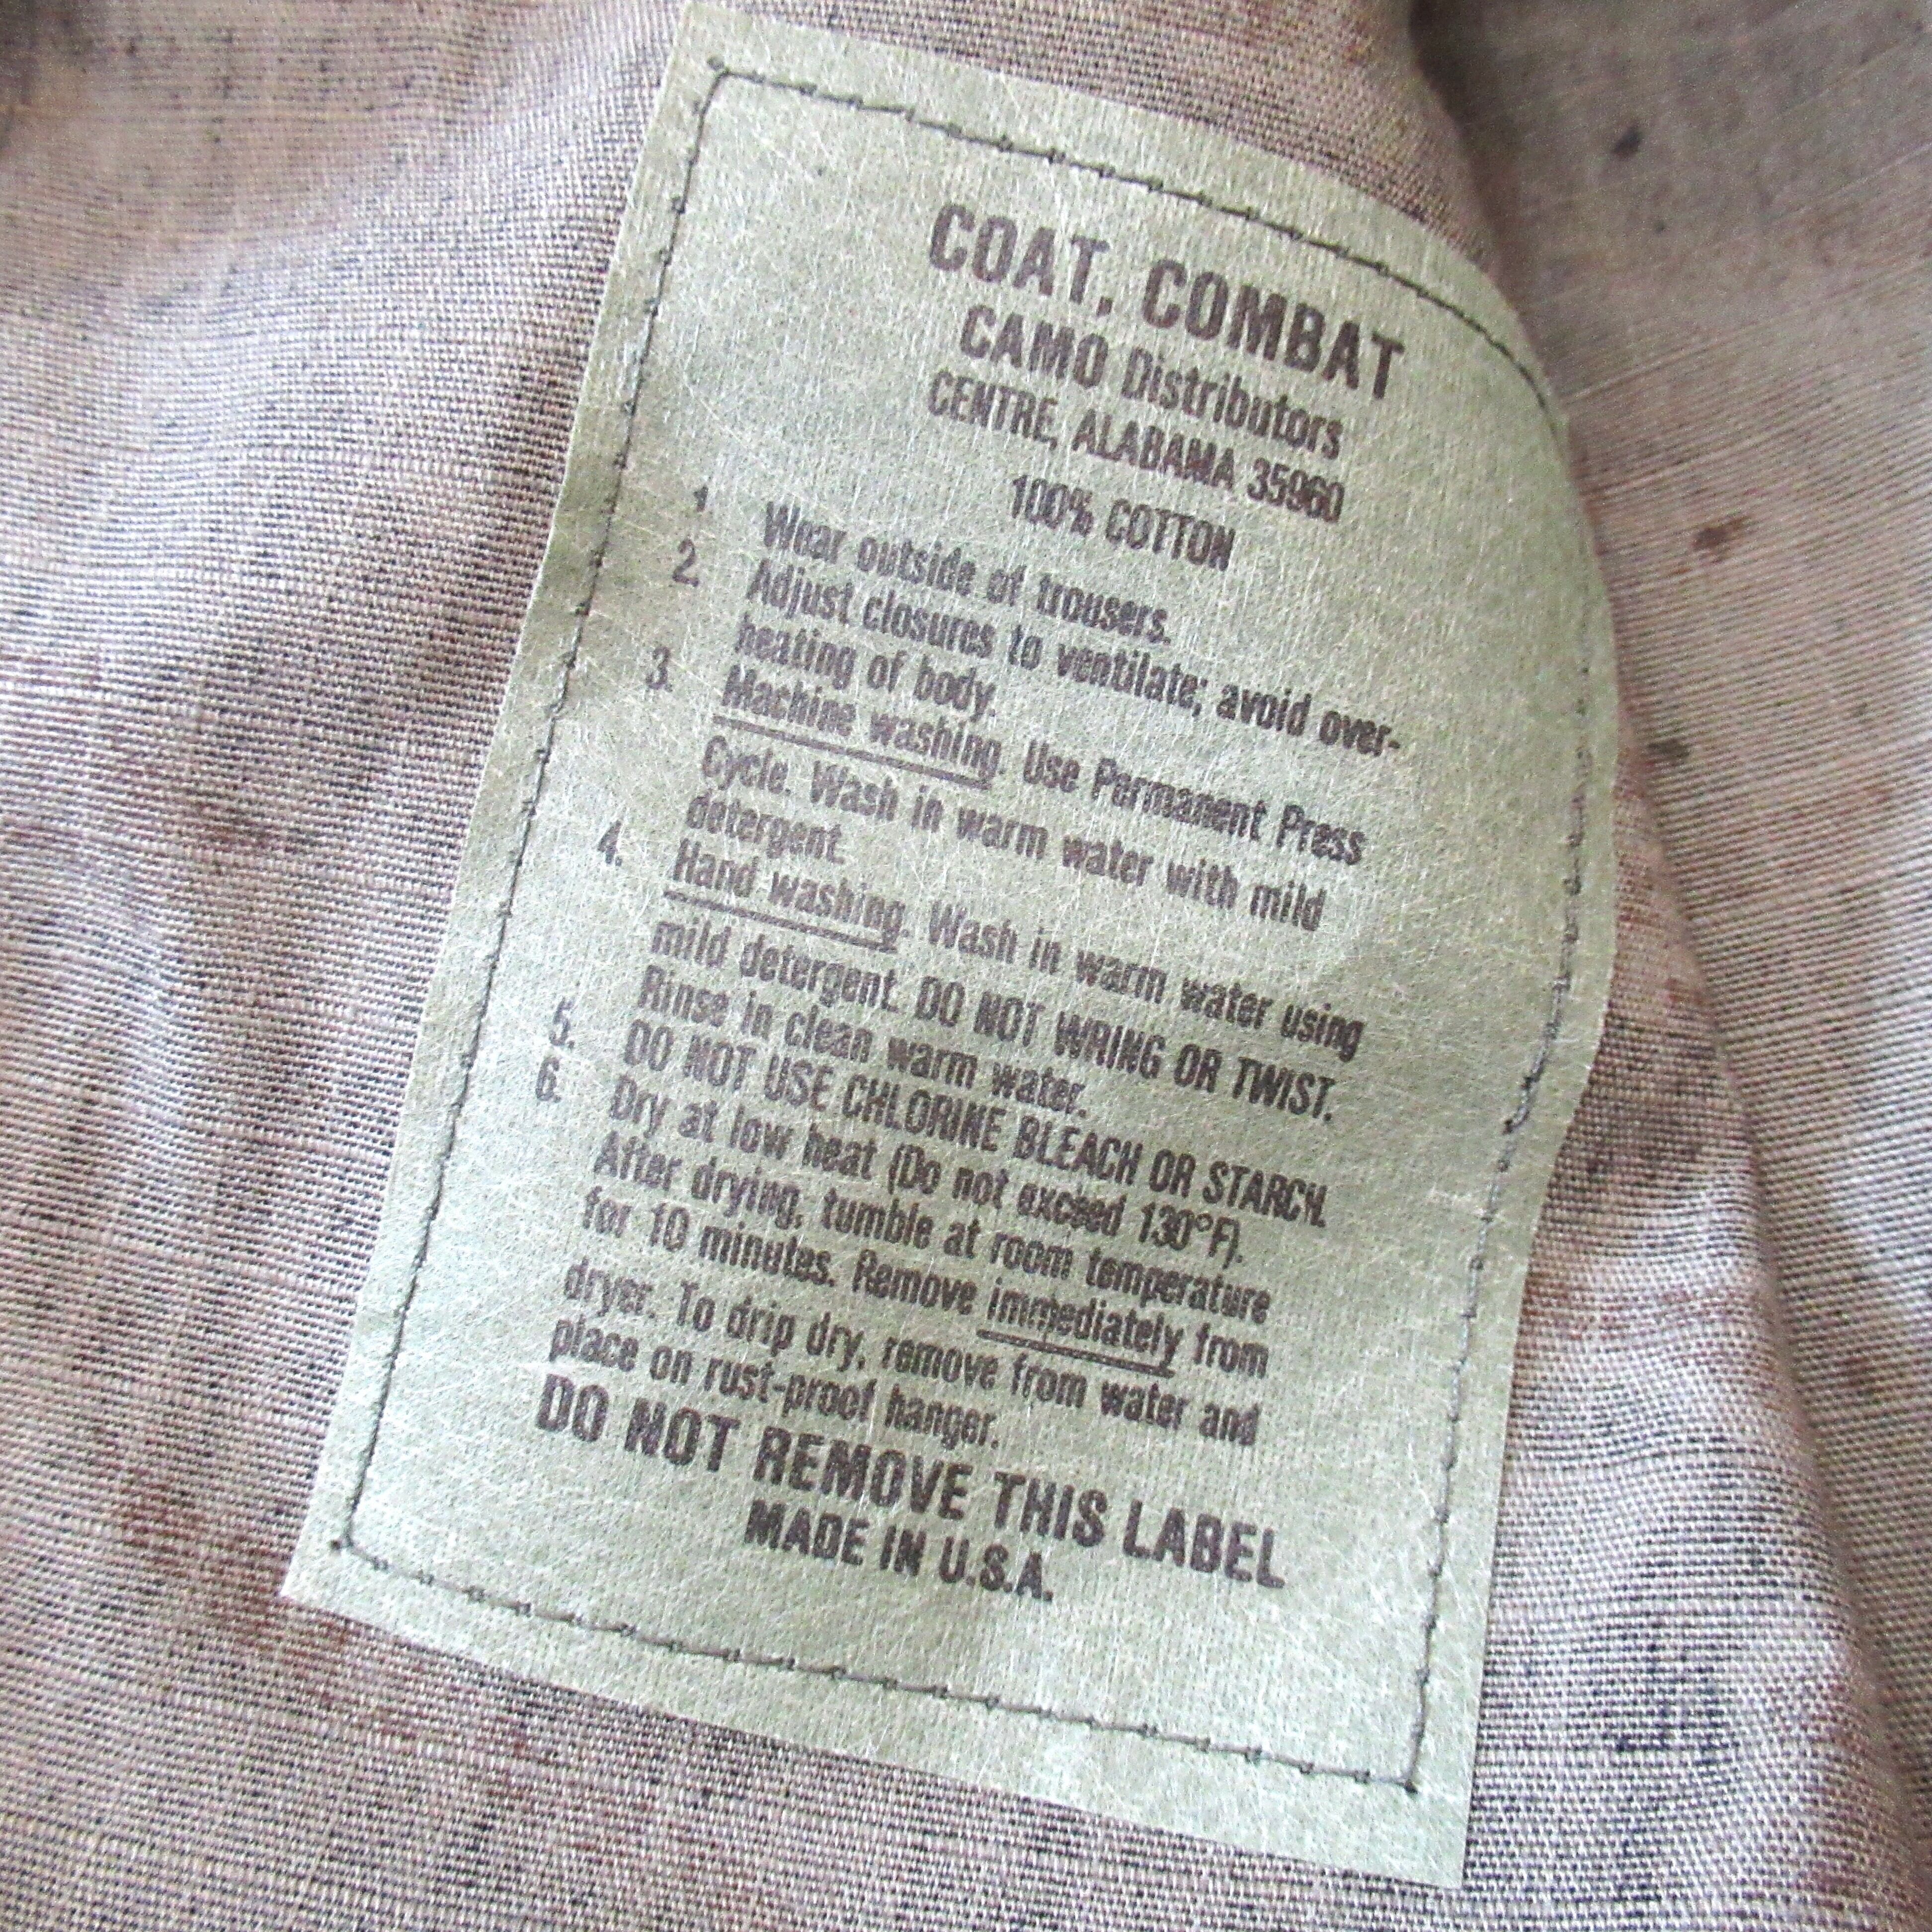 COAT, COMBAT
CAMO Distributors
CENTRE, ALABAMA 35960
100% COTTON
1. Wear outside of trousers.
2. Adjust closures to ventilate; avoid over-
heating of body.
3. Machine washing. Use Permanent Press
Cycle. Wash in warm water with mild
detergent.
4. Hand washing. Wash in warm water using
mild detergent. DO NOT WRING OR TWIST.
Rinse in clean warm water.
5. DO NOT USE CHLORINE BLEACH OR STARCH.
6. Dry at low heat (Do not exceed 130°F).
After drying, tumble at room temperature
for 10 minutes. Remove immediately from
dryer. To drip dry, remove from water and
place on rust-proof hanger.
DO NOT REMOVE THIS LABEL
MADE IN U.S.A.